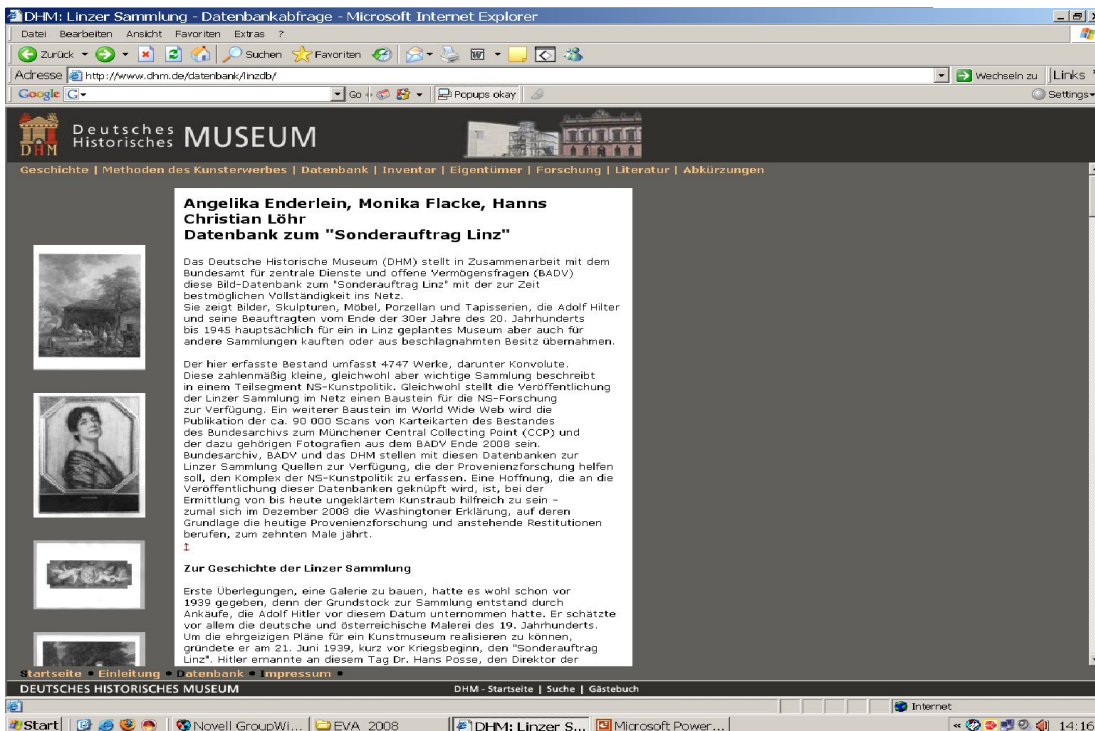 DHM: Linzer Sammlung - Datenbankabfrage - Microsoft Internet Explorer
Datei Bearbeiten Ansicht Favoriten Extras ?
Zurück Suchen Favoriten
Adresse http://www.dhm.de/datenbank/linzdb/ Wechseln zu Links
Google Go Popups okay Settings
Deutsches
Historisches MUSEUM
DHM
Geschichte | Methoden des Kunsterwerbes | Datenbank | Inventar | Eigentümer | Forschung | Literatur | Abkürzungen
Angelika Enderlein, Monika Flacke, Hanns
Christian Löhr
Datenbank zum "Sonderauftrag Linz"
Das Deutsche Historische Museum (DHM) stellt in Zusammenarbeit mit dem
Bundesamt für zentrale Dienste und offene Vermögensfragen (BADV)
diese Bild-Datenbank zum "Sonderauftrag Linz" mit der zur Zeit
bestmöglichen Vollständigkeit ins Netz.
Sie zeigt Bilder, Skulpturen, Möbel, Porzellan und Tapisserien, die Adolf Hilter
und seine Beauftragten vom Ende der 30er Jahre des 20. Jahrhunderts
bis 1945 hauptsächlich für ein in Linz geplantes Museum aber auch für
andere Sammlungen kauften oder aus beschlagnahmten Besitz übernahmen.
Der hier erfasste Bestand umfasst 4747 Werke, darunter Konvolute.
Diese zahlenmäßig kleine, gleichwohl aber wichtige Sammlung beschreibt
in einem Teilsegment NS-Kunstpolitik. Gleichwohl stellt die Veröffentlichung
der Linzer Sammlung im Netz einen Baustein für die NS-Forschung
zur Verfügung. Ein weiterer Baustein im World Wide Web wird die
Publikation der ca. 90 000 Scans von Karteikarten des Bestandes
des Bundesarchivs zum Münchener Central Collecting Point (CCP) und
der dazu gehörigen Fotografien aus dem BADV Ende 2008 sein.
Bundesarchiv, BADV und das DHM stellen mit diesen Datenbanken zur
Linzer Sammlung Quellen zur Verfügung, die der Provenienzforschung helfen
soll, den Komplex der NS-Kunstpolitik zu erfassen. Eine Hoffnung, die an die
Veröffentlichung dieser Datenbanken geknüpft wird, ist, bei der
Ermittlung von bis heute ungeklärtem Kunstraub hilfreich zu sein –
zumal sich im Dezember 2008 die Washingtoner Erklärung, auf deren
Grundlage die heutige Provenienzforschung und anstehende Restitutionen
berufen, zum zehnten Male jährt.
Zur Geschichte der Linzer Sammlung
Erste Überlegungen, eine Galerie zu bauen, hatte es wohl schon vor
1939 gegeben, denn der Grundstock zur Sammlung entstand durch
Ankäufe, die Adolf Hitler vor diesem Datum unternommen hatte. Er schätzte
vor allem die deutsche und österreichische Malerei des 19. Jahrhunderts.
Um die ehrgeizigen Pläne für ein Kunstmuseum realisieren zu können,
gründete er am 21. Juni 1939, kurz vor Kriegsbeginn, den "Sonderauftrag
Linz". Hitler ernannte an diesem Tag Dr. Hans Posse, den Direktor der
Startseite • Einleitung • Datenbank • Impressum •
DEUTSCHES HISTORISCHES MUSEUM DHM - Startseite | Suche | Gästebuch
Internet
Start Novell GroupWi... EVA_2008 DHM: Linzer S... Microsoft Power... 14:16